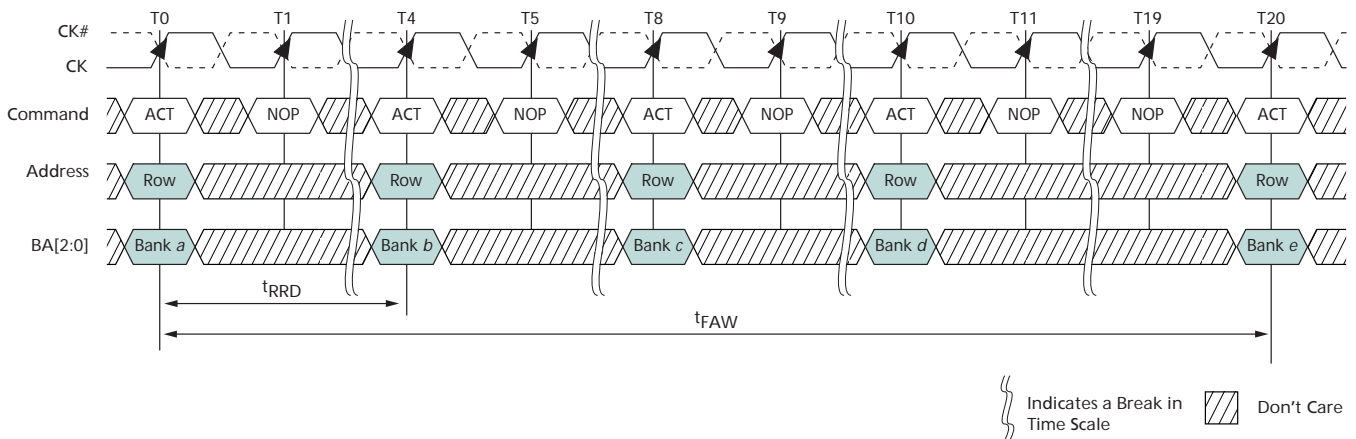 T0 T1 T4 T5 T8 T9 T10 T11 T19 T20
CK#
CK
Command ACT NOP ACT NOP ACT NOP ACT NOP NOP ACT
Address Row Row Row Row Row
BA[2:0] Bank a Bank b Bank c Bank d Bank e
tRRD
tFAW
Indicates a Break in
Time Scale
Don't Care